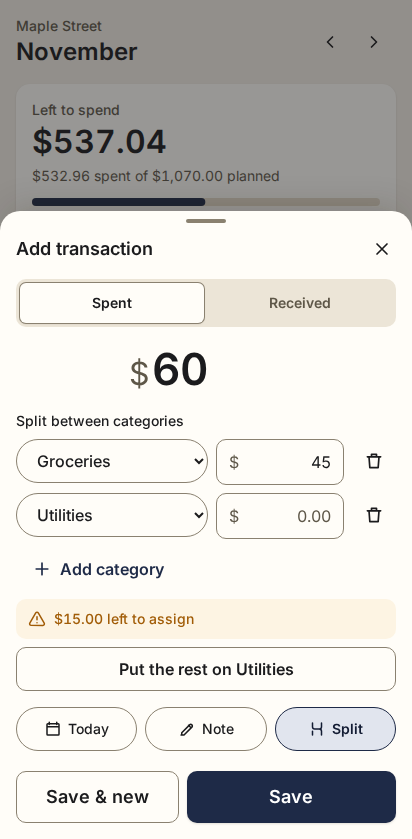 Maple Street
November
Left to spend
$537.04
$532.96 spent of $1,070.00 planned
Add transaction
Spent
Received
$60
Split between categories
Groceries
$ 45
Utilities
$ 0.00
Add category
$15.00 left to assign
Put the rest on Utilities
Today
Note
Split
Save & new
Save